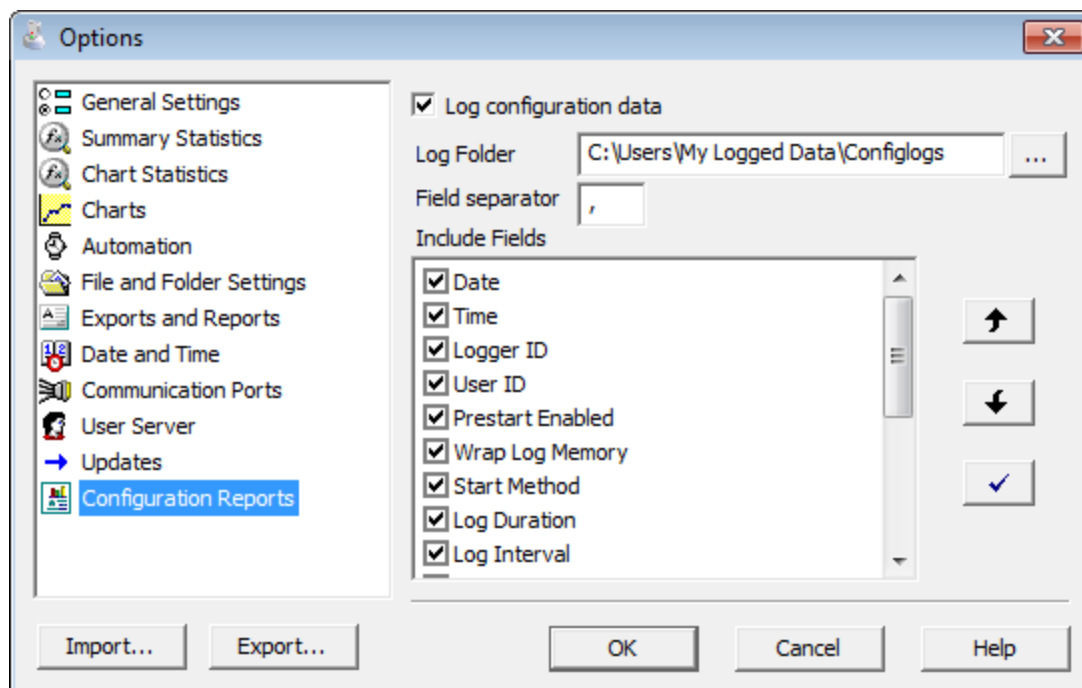 Options
General Settings
Summary Statistics
Chart Statistics
Charts
Automation
File and Folder Settings
Exports and Reports
Date and Time
Communication Ports
User Server
Updates
Configuration Reports
Import...
Export...
Log configuration data
Log Folder
C:\Users\My Logged Data\Configlogs
...
Field separator
,
Include Fields
Date
Time
Logger ID
User ID
Prestart Enabled
Wrap Log Memory
Start Method
Log Duration
Log Interval
OK
Cancel
Help